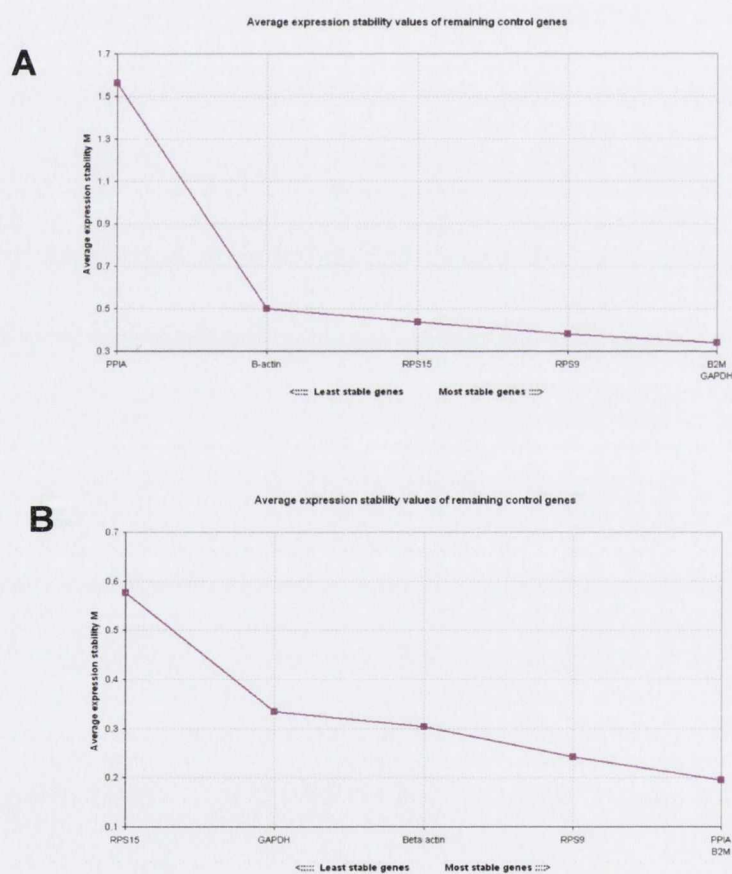 Average expression stability values of remaining control genes
A
Average expression stability M
1.7
1.5
1.3
1.1
0.9
0.7
0.5
0.3
PPIA
B-actin
RPS15
RPS9
B2M
GAPDH
<::::: Least stable genes Most stable genes ::::>
Average expression stability values of remaining control genes
B
Average expression stability M
0.7
0.6
0.5
0.4
0.3
0.2
0.1
RPS15
GAPDH
Beta actin
RPS9
PPIA
B2M
<::::: Least stable genes Most stable genes ::::>